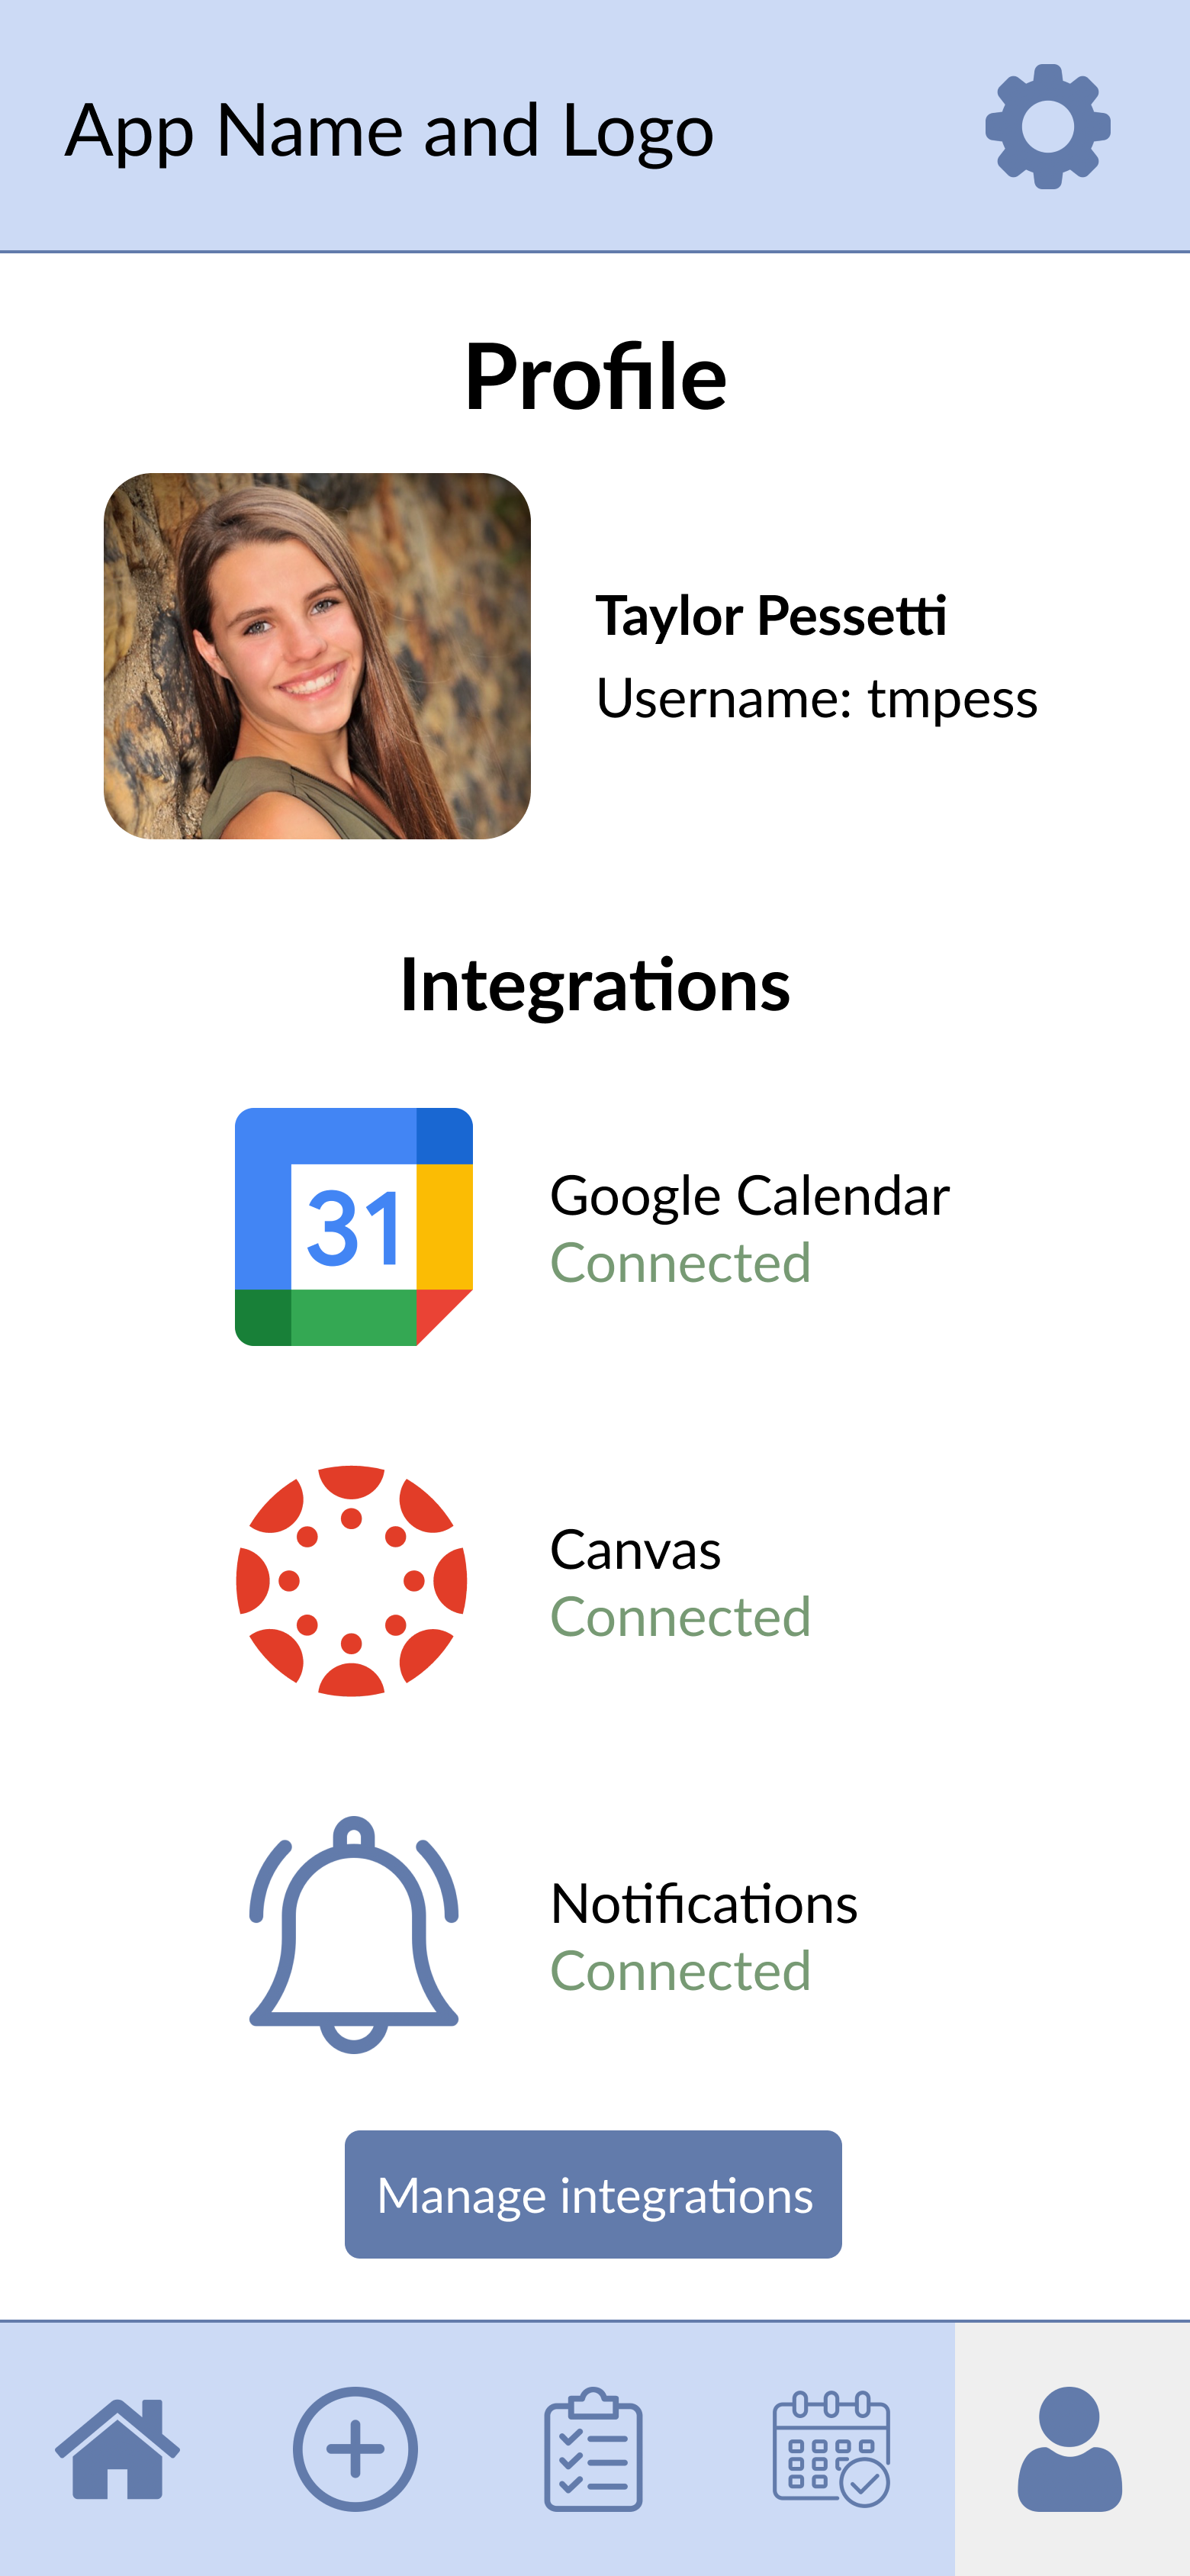 App Name and Logo
Profile
Taylor Pessetti
Username: tmpess
Integrations
31
Google Calendar
Connected
Canvas
Connected
Notifications
Connected
Manage integrations